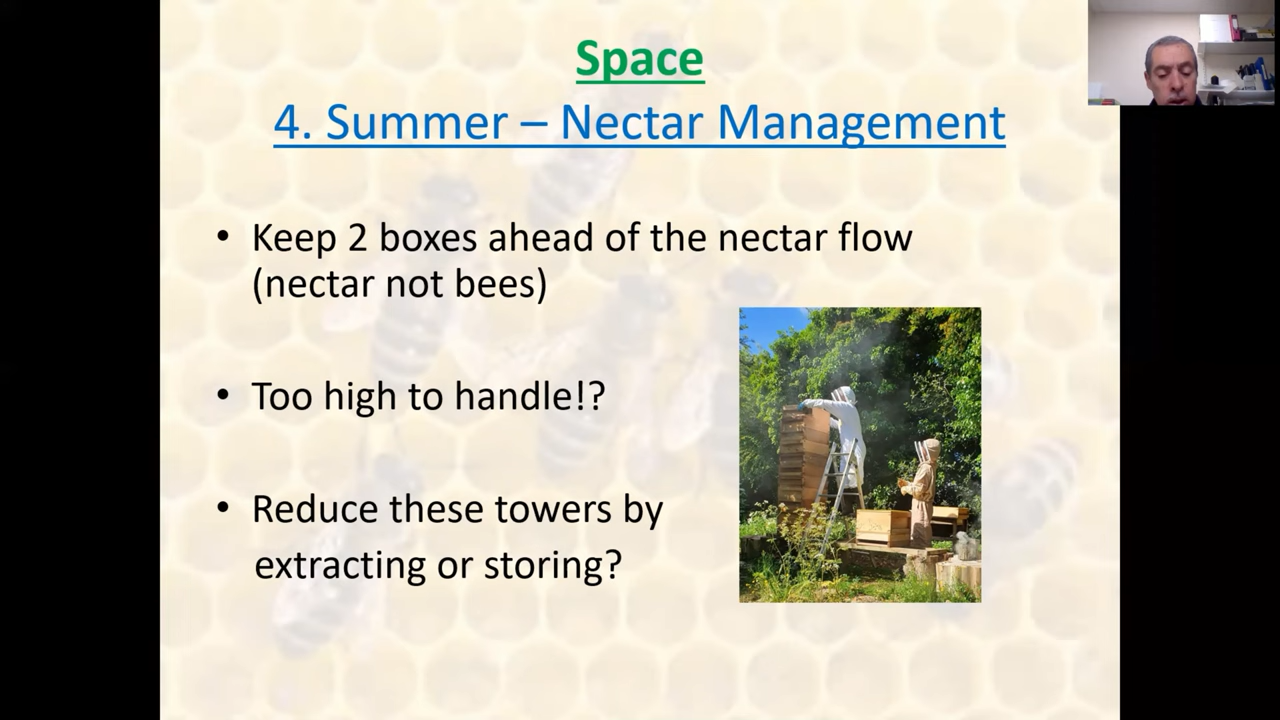 Space
4. Summer – Nectar Management
• Keep 2 boxes ahead of the nectar flow
(nectar not bees)
• Too high to handle!?
• Reduce these towers by
extracting or storing?